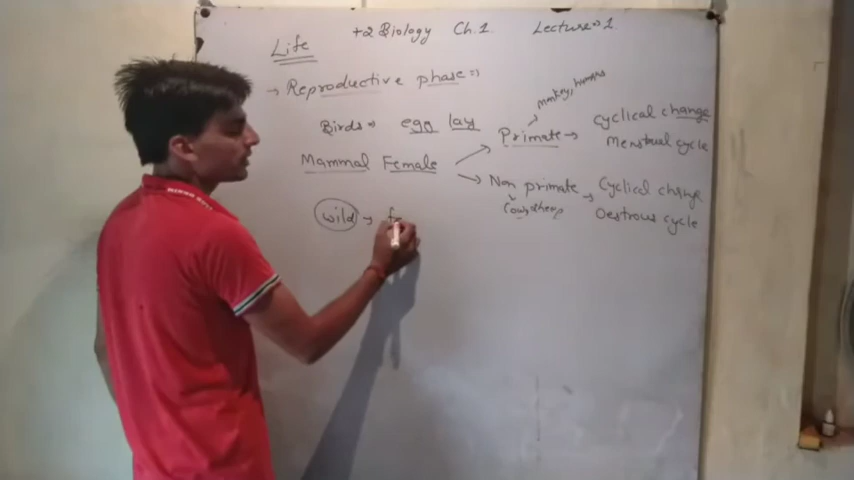 +2 Biology Ch.1 Lecture 1.
Life
→ Reproductive phase ⇒
monkey, humans
Birds ⇒ egg lay
Primate → Cyclical change
Menstrual cycle
Mammal Female
Non primate → Cyclical change
Cow, sheep
Oestrous cycle
wild → f